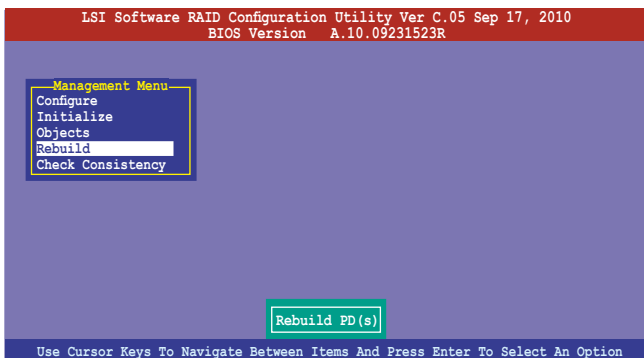 LSI Software RAID Configuration Utility Ver C.05 Sep 17, 2010
BIOS Version A.10.09231523R
Management Menu
Configure
Initialize
Objects
Rebuild
Check Consistency
Rebuild PD(s)
Use Cursor Keys To Navigate Between Items And Press Enter To Select An Option